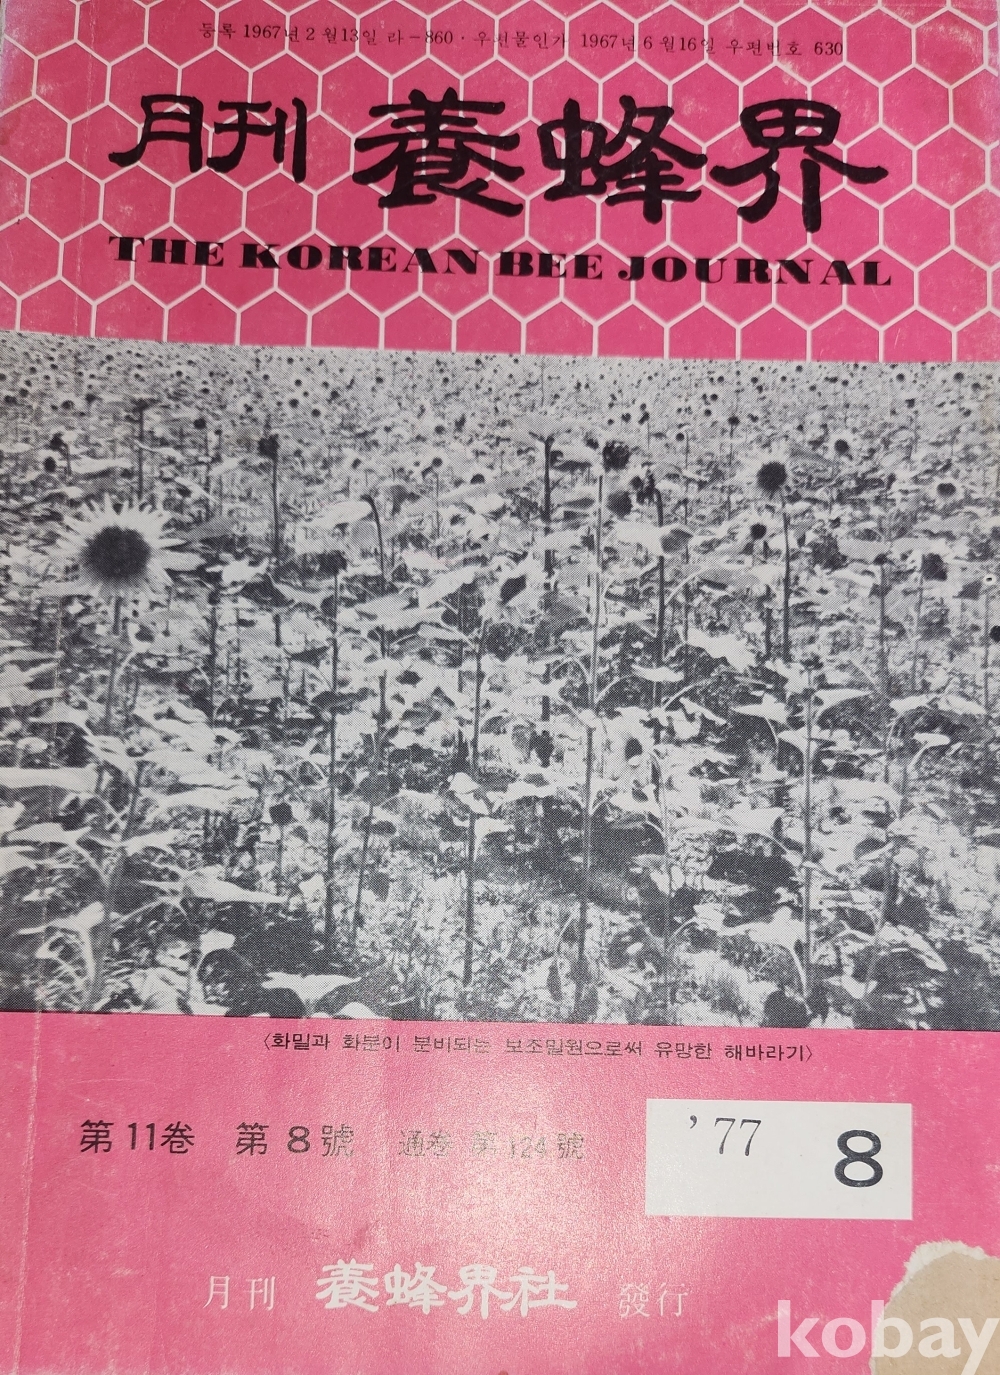 등록 1967년 2월13일 라-860·우편물인가 1967년 6월16일 우편번호 630
月刊 養蜂界
THE KOREAN BEE JOURNAL
〈화밀과 화분이 분비되는 보조밀원으로써 유망한 해바라기〉
第11巻 第8號 通巻 第124號
'77 8
月刊 養蜂界社 發行
kobay